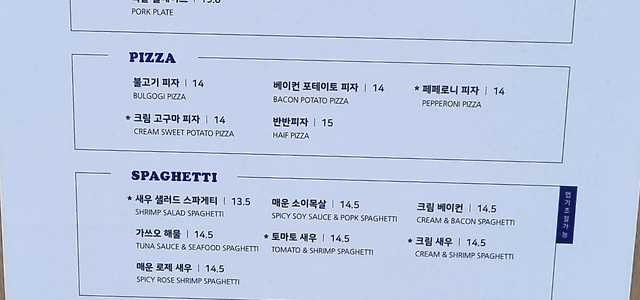 PORK PLATE
PIZZA
불고기 피자 | 14
BULGOGI PIZZA
베이컨 포테이토 피자 | 14
BACON POTATO PIZZA
* 페페로니 피자 | 14
PEPPERONI PIZZA
* 크림 고구마 피자 | 14
CREAM SWEET POTATO PIZZA
반반피자 | 15
HAIF PIZZA
SPAGHETTI
* 새우 샐러드 스파게티 | 13.5
SHRIMP SALAD SPAGHETTI
매운 소이목살 | 14.5
SPICY SOY SAUCE & POPK SPAGHETTI
크림 베이컨 | 14.5
CREAM & BACON SPAGHETTI
가쓰오 해물 | 14.5
TUNA SAUCE & SEAFOOD SPAGHETTI
* 토마토 새우 | 14.5
TOMATO & SHRIMP SPAGHETTI
* 크림 새우 | 14.5
CREAM & SHRIMP SPAGHETTI
매운 로제 새우 | 14.5
SPICY ROSE SHRIMP SPAGHETTI
맵기조절가능